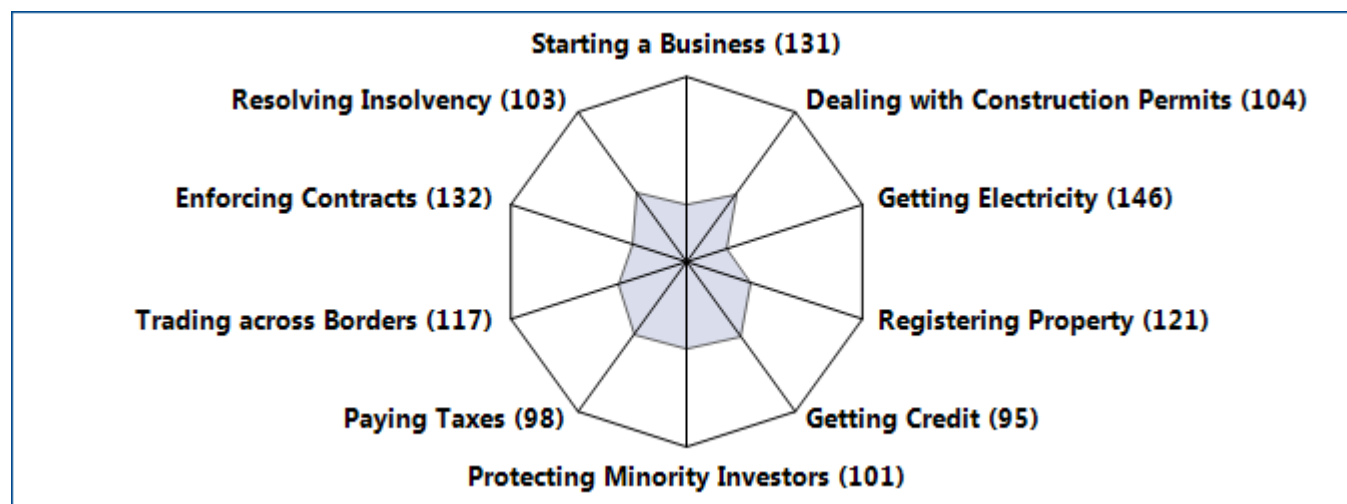 Starting a Business (131)
Resolving Insolvency (103)
Dealing with Construction Permits (104)
Enforcing Contracts (132)
Getting Electricity (146)
Trading across Borders (117)
Registering Property (121)
Paying Taxes (98)
Getting Credit (95)
Protecting Minority Investors (101)